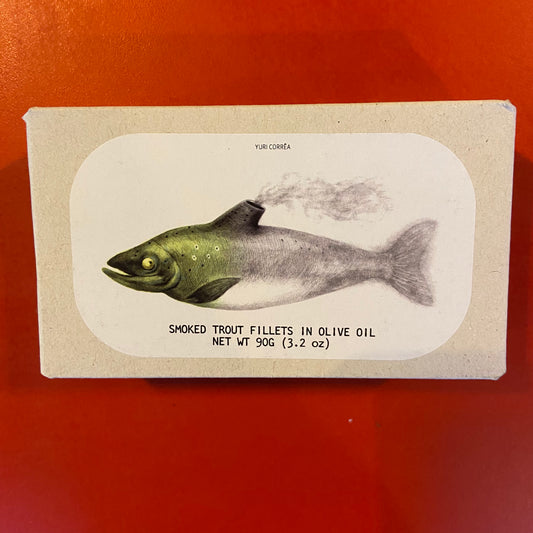 YURI CORRÊA
SMOKED TROUT FILLETS IN OLIVE OIL
NET WT 90G (3.2 oz)